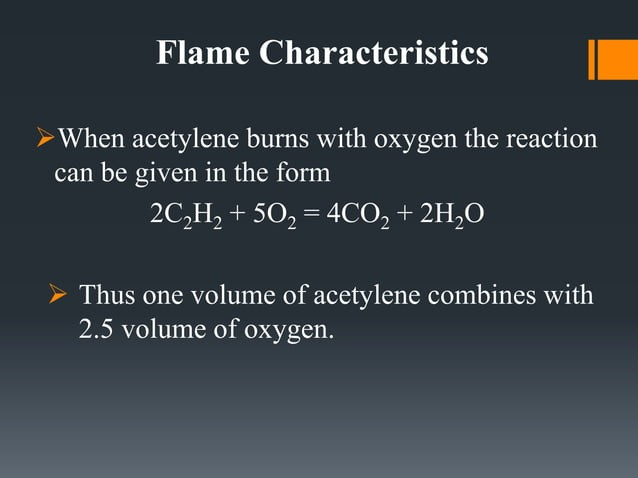 Flame Characteristics
➢When acetylene burns with oxygen the reaction
can be given in the form
2C₂H₂ + 5O₂ = 4CO₂ + 2H₂O
➢ Thus one volume of acetylene combines with
2.5 volume of oxygen.